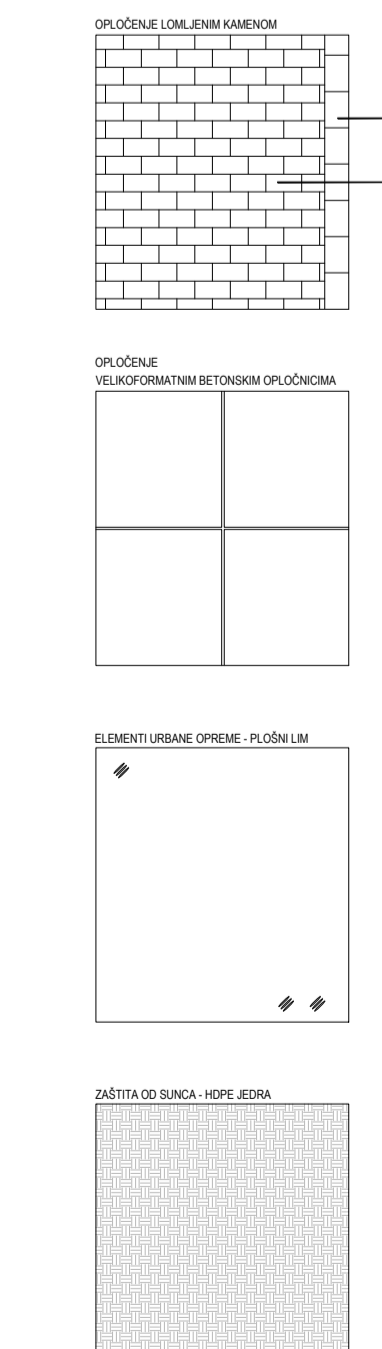 OPLOČENJE LOMLJENIM KAMENOM
OPLOČENJE
VELIKOFORMATNIM BETONSKIM OPLOČNICIMA
ELEMENTI URBANE OPREME - PLOŠNI LIM
ZAŠTITA OD SUNCA - HDPE JEDRA